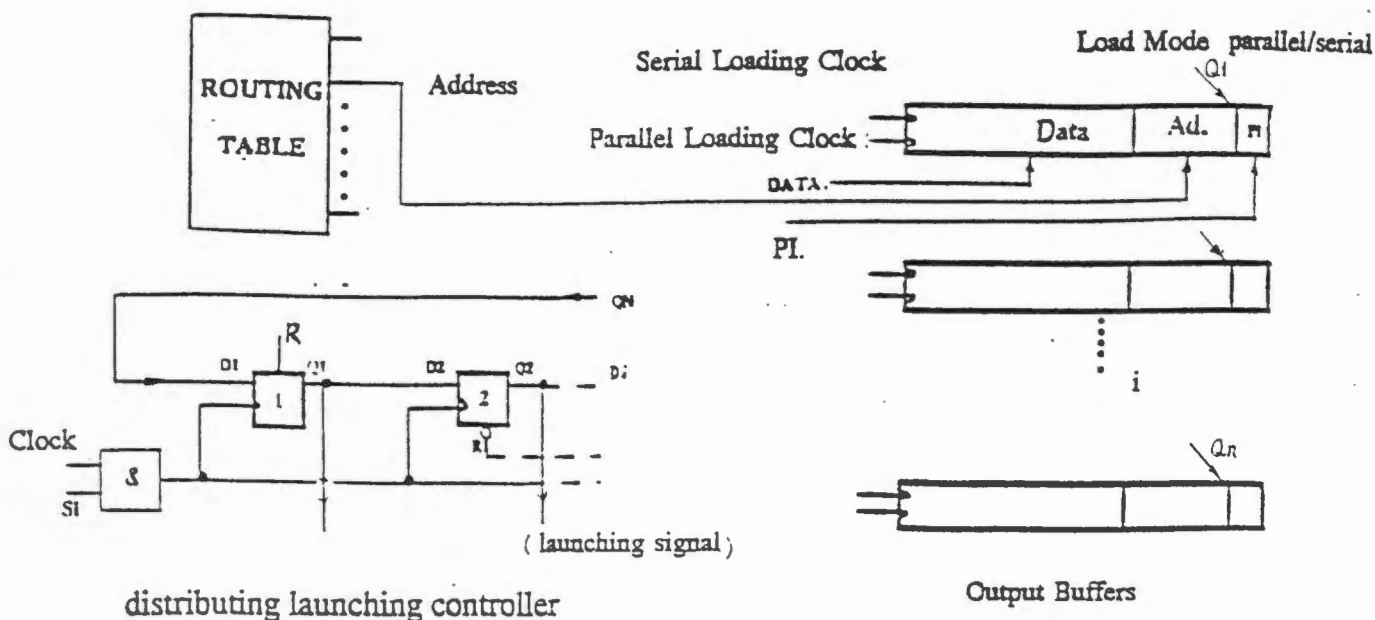 Load Mode parallel/serial
Serial Loading Clock
Q1
ROUTING
TABLE
Address
Parallel Loading Clock :
Data
Ad.
PI
DATA.
PI.
QN
R
D1
Q1
D2
Q2
Di
1
2
R
i
Clock
&
Si
Qn
( launching signal )
distributing launching controller
Output Buffers